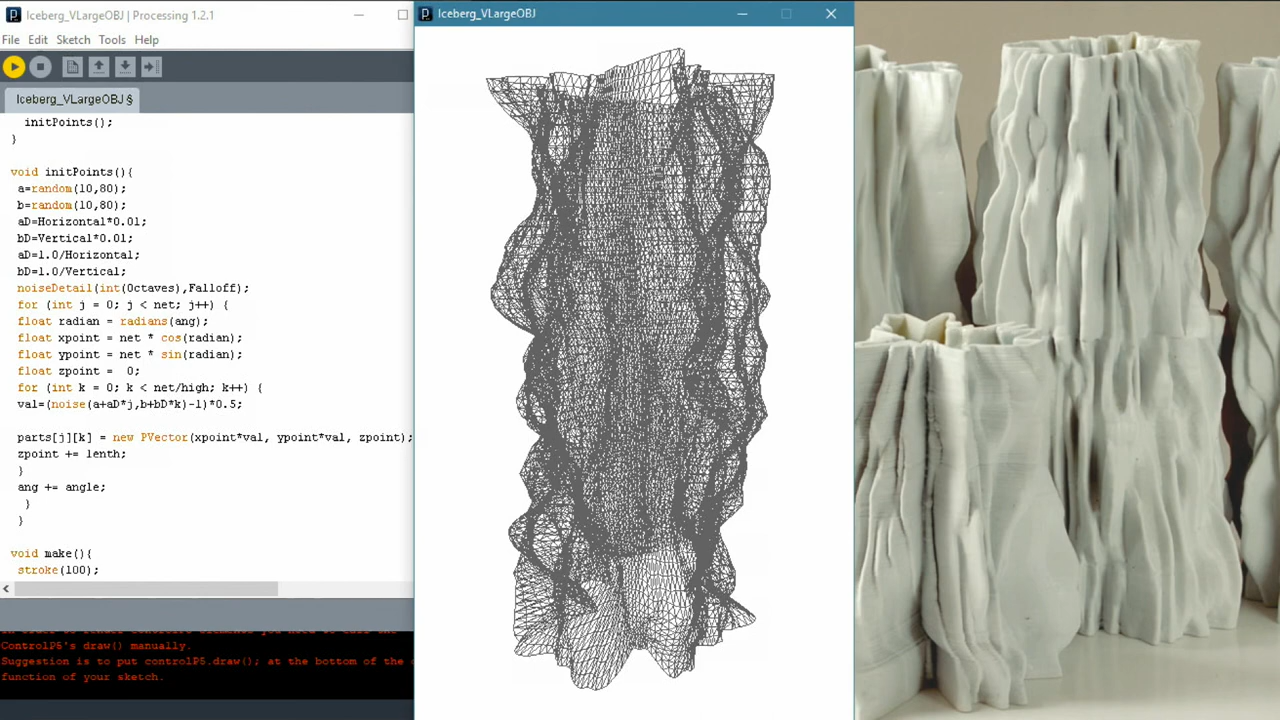 Iceberg_VLargeOBJ | Processing 1.2.1
File Edit Sketch Tools Help
Iceberg_VLargeOBJ §
initPoints();
}
void initPoints(){
a=random(10,80);
b=random(10,80);
aD=Horizontal*0.01;
bD=Vertical*0.01;
aD=1.0/Horizontal;
bD=1.0/Vertical;
noiseDetail(int(Octaves),Falloff);
for (int j = 0; j < net; j++) {
float radian = radians(ang);
float xpoint = net * cos(radian);
float ypoint = net * sin(radian);
float zpoint = 0;
for (int k = 0; k < net/high; k++) {
val=(noise(a+aD*j,b+bD*k)-1)*0.5;
parts[j][k] = new PVector(xpoint*val, ypoint*val, zpoint);
zpoint += lenth;
}
ang += angle;
}
}
void make(){
stroke(100);
ControlP5's draw() manually.
Suggestion is to put controlP5.draw(); at the bottom of the
function of your sketch.
Iceberg_VLargeOBJ